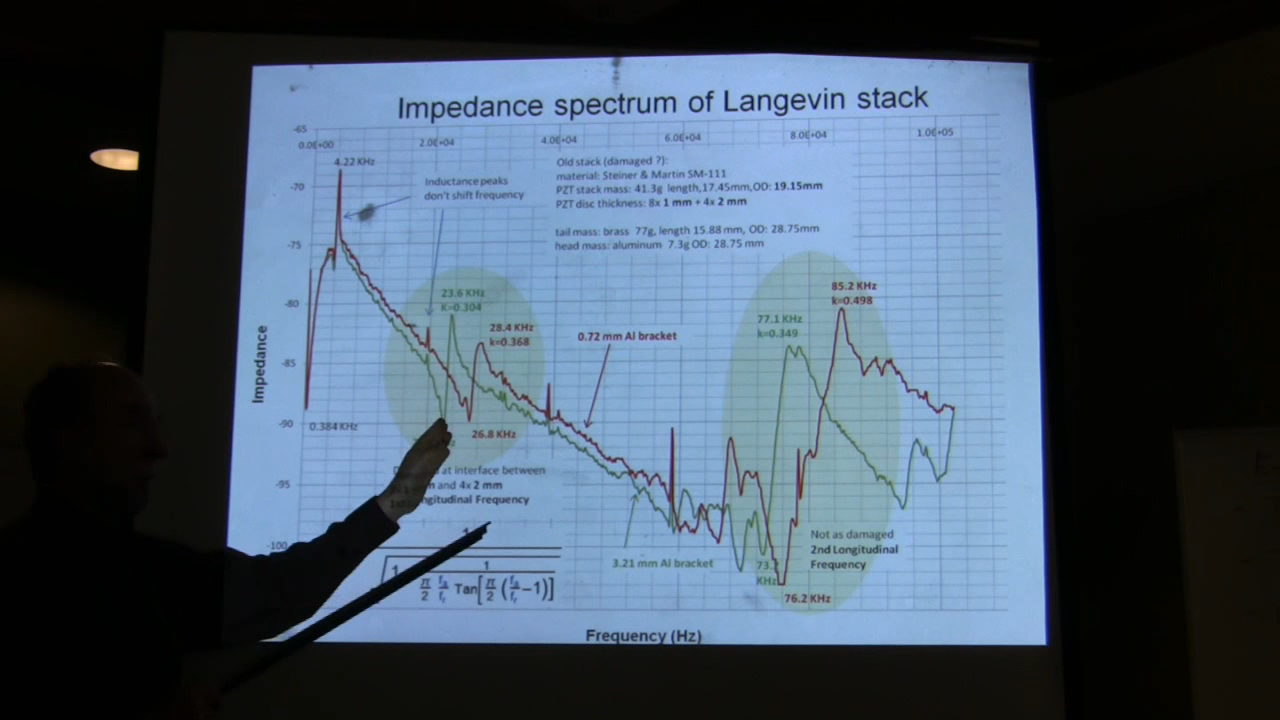 Impedance spectrum of Langevin stack
-65
0.0E+00 2.0E+04 4.0E+04 6.0E+04 8.0E+04 1.0E+05
4.22 KHz
Inductance peaks
don't shift frequency
Old stack (damaged ?):
material: Steiner & Martin SM-111
PZT stack mass: 41.3g length,17.45mm,OD: 19.15mm
PZT disc thickness: 8x 1 mm + 4x 2 mm
tail mass: brass 77g, length 15.88 mm, OD: 28.75mm
head mass: aluminum 7.3g OD: 28.75 mm
-70
-75
-80
-85
-90
-95
-100
Impedance
23.6 KHz
K=0.304
28.4 KHz
k=0.368
0.72 mm Al bracket
77.1 KHz
k=0.349
85.2 KHz
k=0.498
0.384 KHz
26.8 KHz
at interface between
and 4x 2 mm
Frequency
3.21 mm Al bracket
Not as damaged
2nd Longitudinal
Frequency
KHz
76.2 KHz
1
π/2 Tan[π/2 ( -1)]
Frequency (Hz)